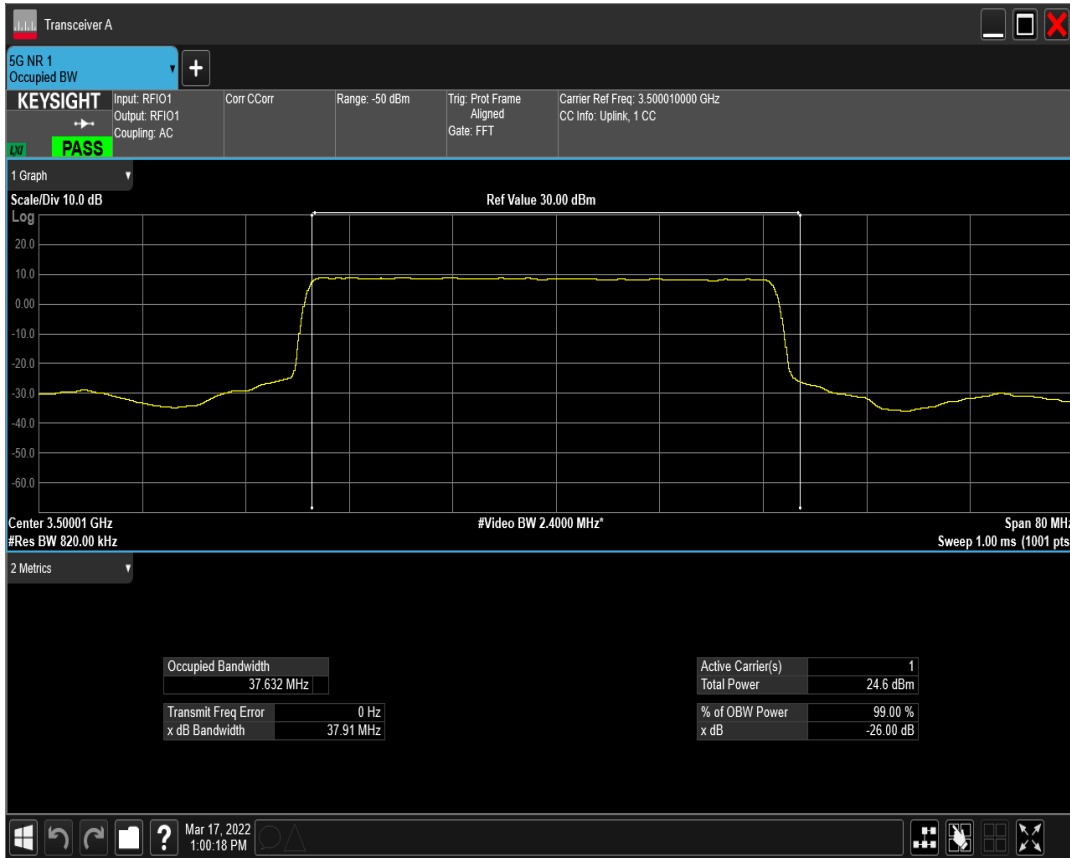 Transceiver A
5G NR 1
Occupied BW
KEYSIGHT
Input: RFIO1
Output: RFIO1
Coupling: AC
Corr CCorr
Range: -50 dBm
Trig: Prot Frame
Aligned
Gate: FFT
Carrier Ref Freq: 3.500010000 GHz
CC Info: Uplink, 1 CC
LXI
PASS
1 Graph
Scale/Div 10.0 dB
Ref Value 30.00 dBm
Log
20.0
10.0
0.00
-10.0
-20.0
-30.0
-40.0
-50.0
-60.0
Center 3.50001 GHz
#Video BW 2.4000 MHz*
Span 80 MHz
#Res BW 820.00 kHz
Sweep 1.00 ms (1001 pts
2 Metrics
Occupied Bandwidth
37.632 MHz
Transmit Freq Error 0 Hz
x dB Bandwidth 37.91 MHz
Active Carrier(s) 1
Total Power 24.6 dBm
% of OBW Power 99.00 %
x dB -26.00 dB
?
Mar 17, 2022
1:00:18 PM